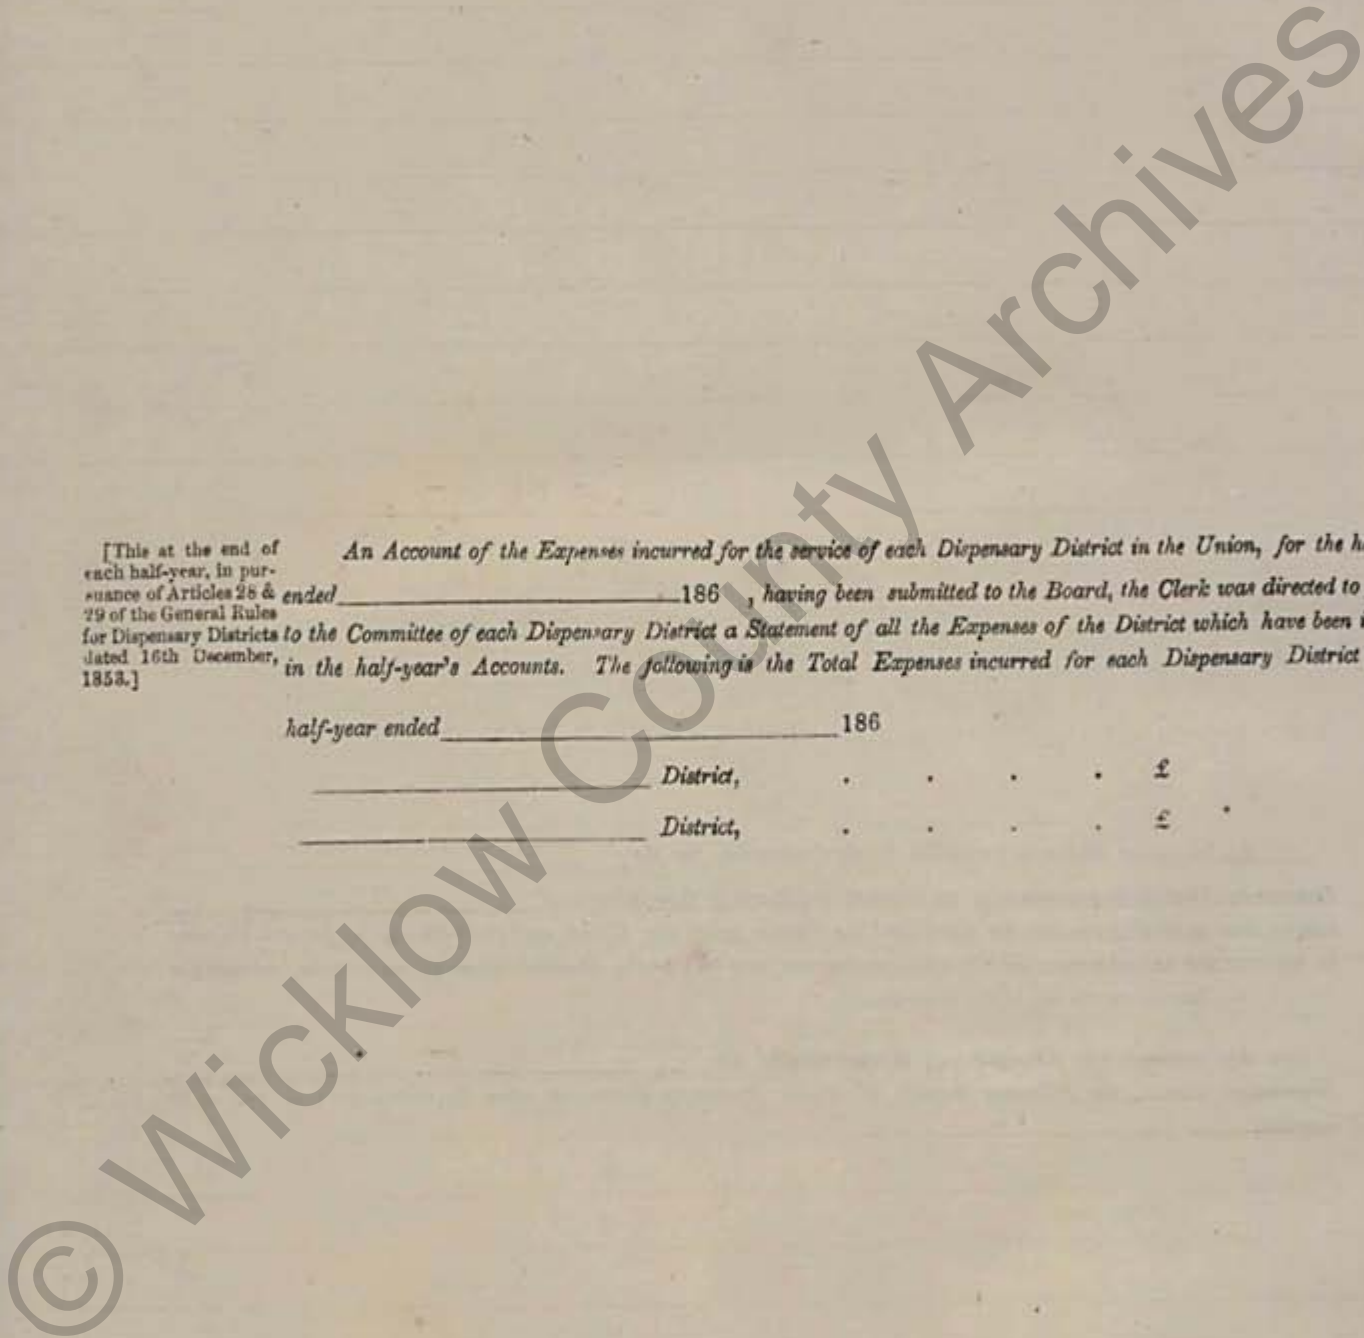 [This at the end of
each half-year, in pur-
suance of Articles 28 &
29 of the General Rules
for Dispensary Districts
dated 16th December,
1853.]
An Account of the Expenses incurred for the service of each Dispensary District in the Union, for the h
ended 186 , having been submitted to the Board, the Clerk was directed to
to the Committee of each Dispensary District a Statement of all the Expenses of the District which have been
in the half-year's Accounts. The following is the Total Expenses incurred for each Dispensary District
half-year ended 186
District, . . . . £
District, . . . . £
© Wicklow County Archives